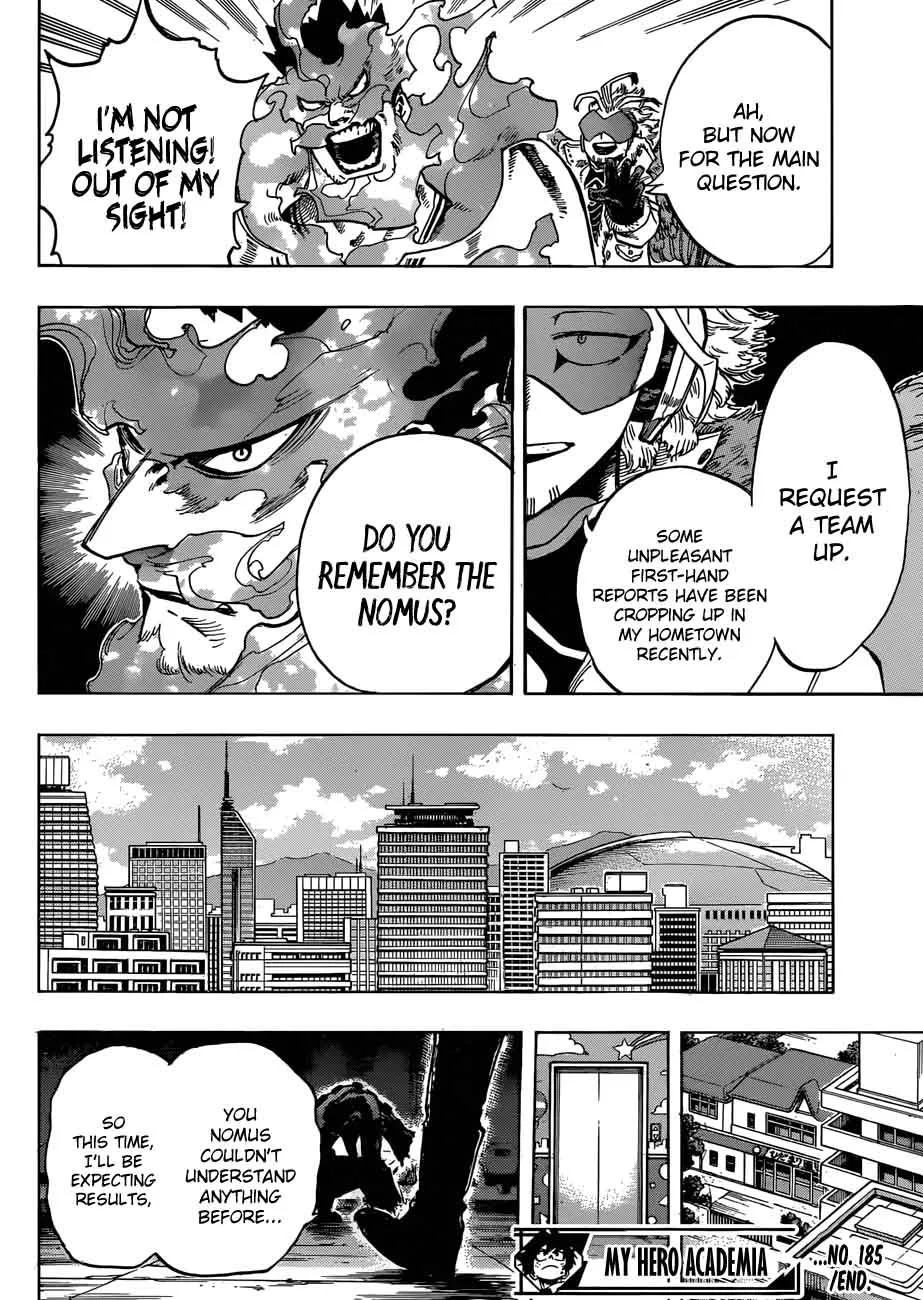 AH,
BUT NOW
FOR THE MAIN
QUESTION.
I'M NOT
LISTENING!
OUT OF MY
SIGHT!
I
REQUEST
A TEAM
UP.
SOME
UNPLEASANT
FIRST-HAND
REPORTS HAVE BEEN
CROPPING UP IN
MY HOMETOWN
RECENTLY.
DO YOU
REMEMBER THE
NOMUS?
YOU
NOMUS
COULDN'T
UNDERSTAND
ANYTHING
BEFORE...
SO
THIS TIME,
I'LL BE
EXPECTING
RESULTS,
MY HERO ACADEMIA
...NO. 185
/END.